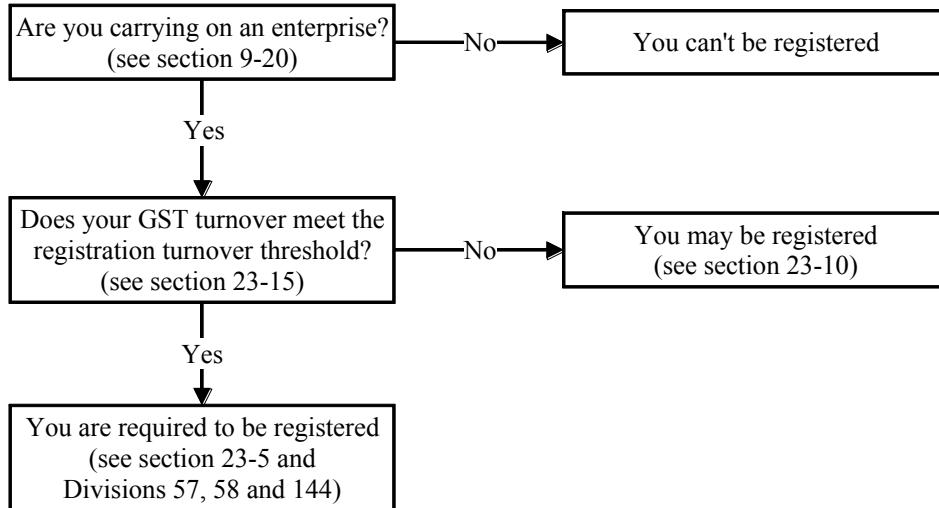 Are you carrying on an enterprise?
(see section 9-20)
No
You can't be registered
Yes
Does your GST turnover meet the
registration turnover threshold?
(see section 23-15)
No
You may be registered
(see section 23-10)
Yes
You are required to be registered
(see section 23-5 and
Divisions 57, 58 and 144)